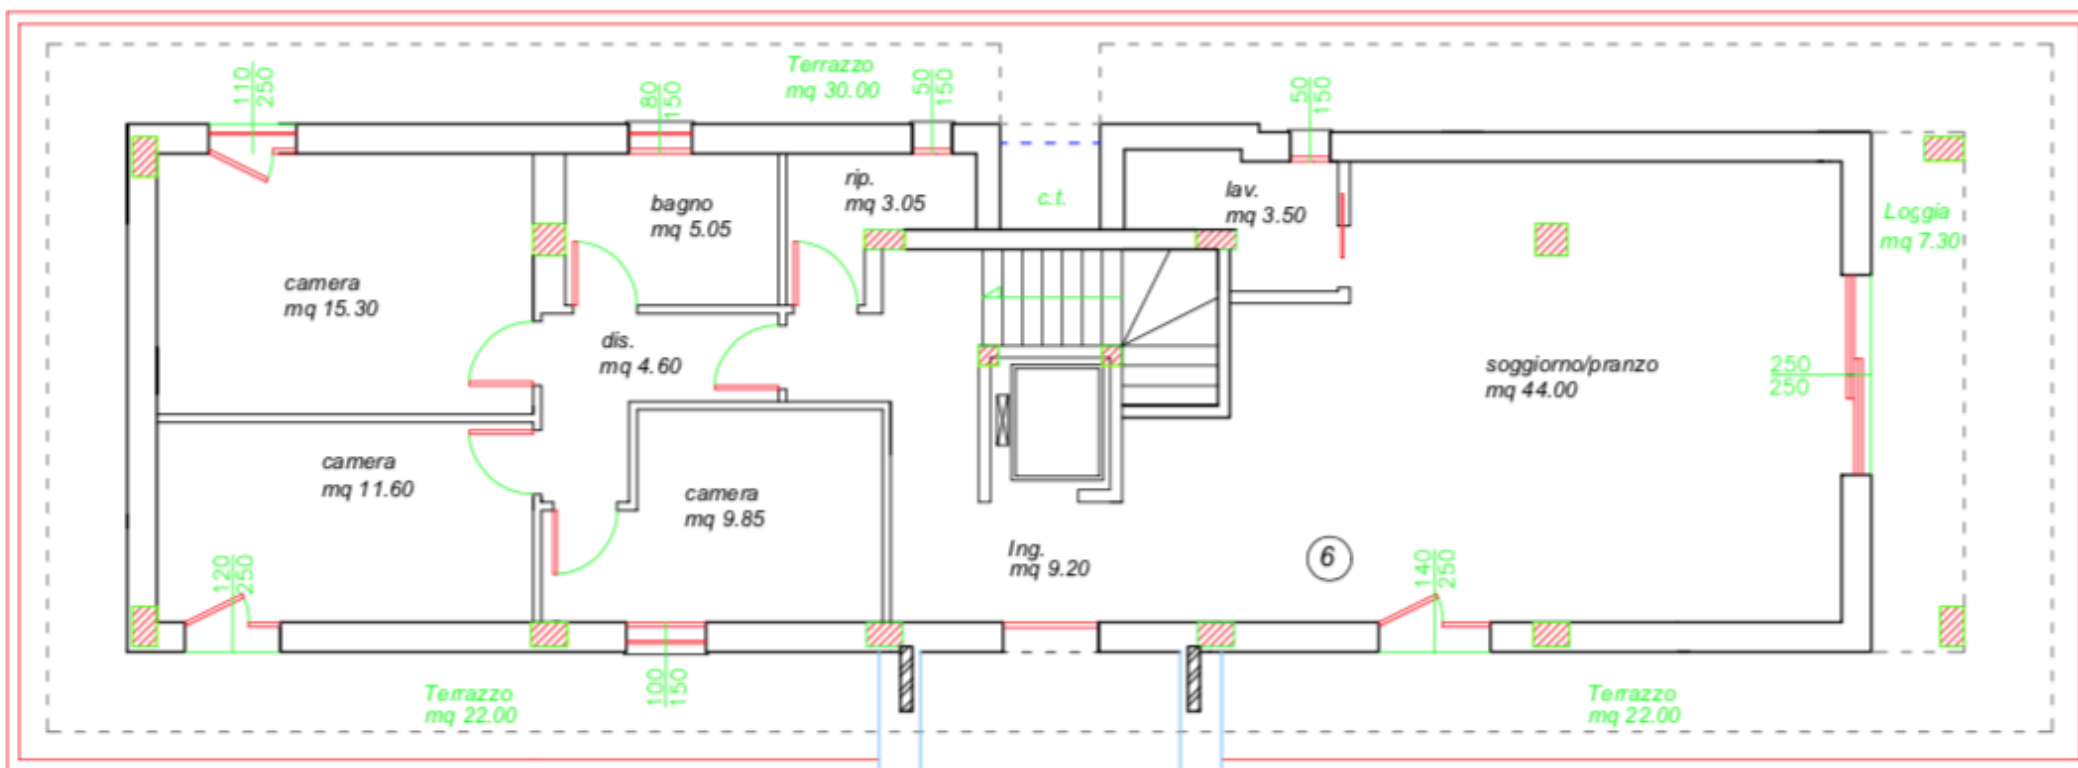 Terrazzo
mq 30.00
110
250
80
150
50
150
50
150
rip.
mq 3.05
bagno
mq 5.05
c.t.
lav.
mq 3.50
Loggia
mq 7.30
camera
mq 15.30
dis.
mq 4.60
soggiorno/pranzo
mq 44.00
250
250
camera
mq 11.60
camera
mq 9.85
Ing.
mq 9.20
6
120
250
140
250
Terrazzo
mq 22.00
100
150
Terrazzo
mq 22.00